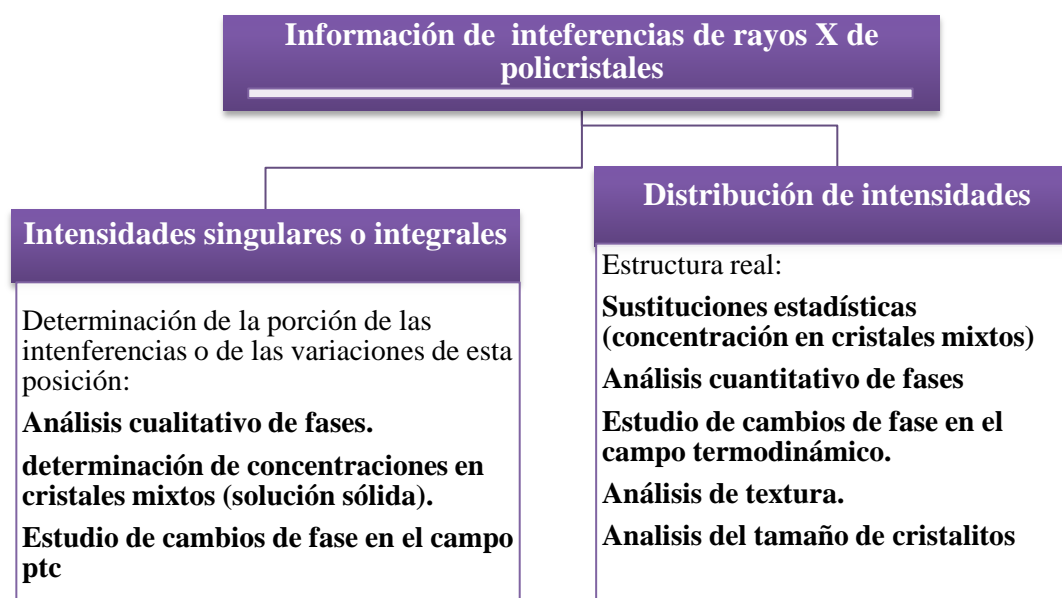 Información de inteferencias de rayos X de
policristales
Intensidades singulares o integrales
Determinación de la porción de las
intenferencias o de las variaciones de esta
posición:
Análisis cualitativo de fases.
determinación de concentraciones en
cristales mixtos (solución sólida).
Estudio de cambios de fase en el campo
ptc
Distribución de intensidades
Estructura real:
Sustituciones estadísticas
(concentración en cristales mixtos)
Análisis cuantitativo de fases
Estudio de cambios de fase en el
campo termodinámico.
Análisis de textura.
Analisis del tamaño de cristalitos